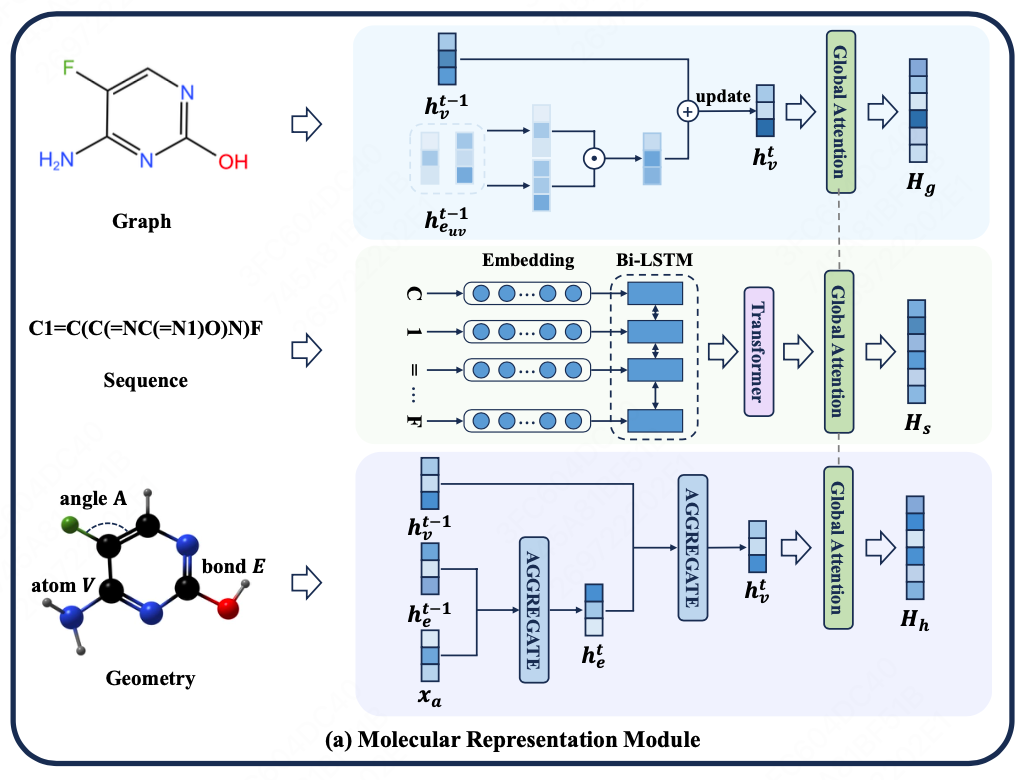 F
N
H₂N
N
OH
Graph
h_v^{t-1}
h_{e_{uv}}^{t-1}
update
h_v^t
Global Attention
H_g
C1=C(C(=NC(=N1)O)N)F
Sequence
Embedding
Bi-LSTM
C
1
=
...
F
Transformer
Global Attention
H_s
angle A
atom V
bond E
Geometry
h_v^{t-1}
h_e^{t-1}
x_a
AGGREGATE
h_e^t
AGGREGATE
h_v^t
Global Attention
H_h
(a) Molecular Representation Module